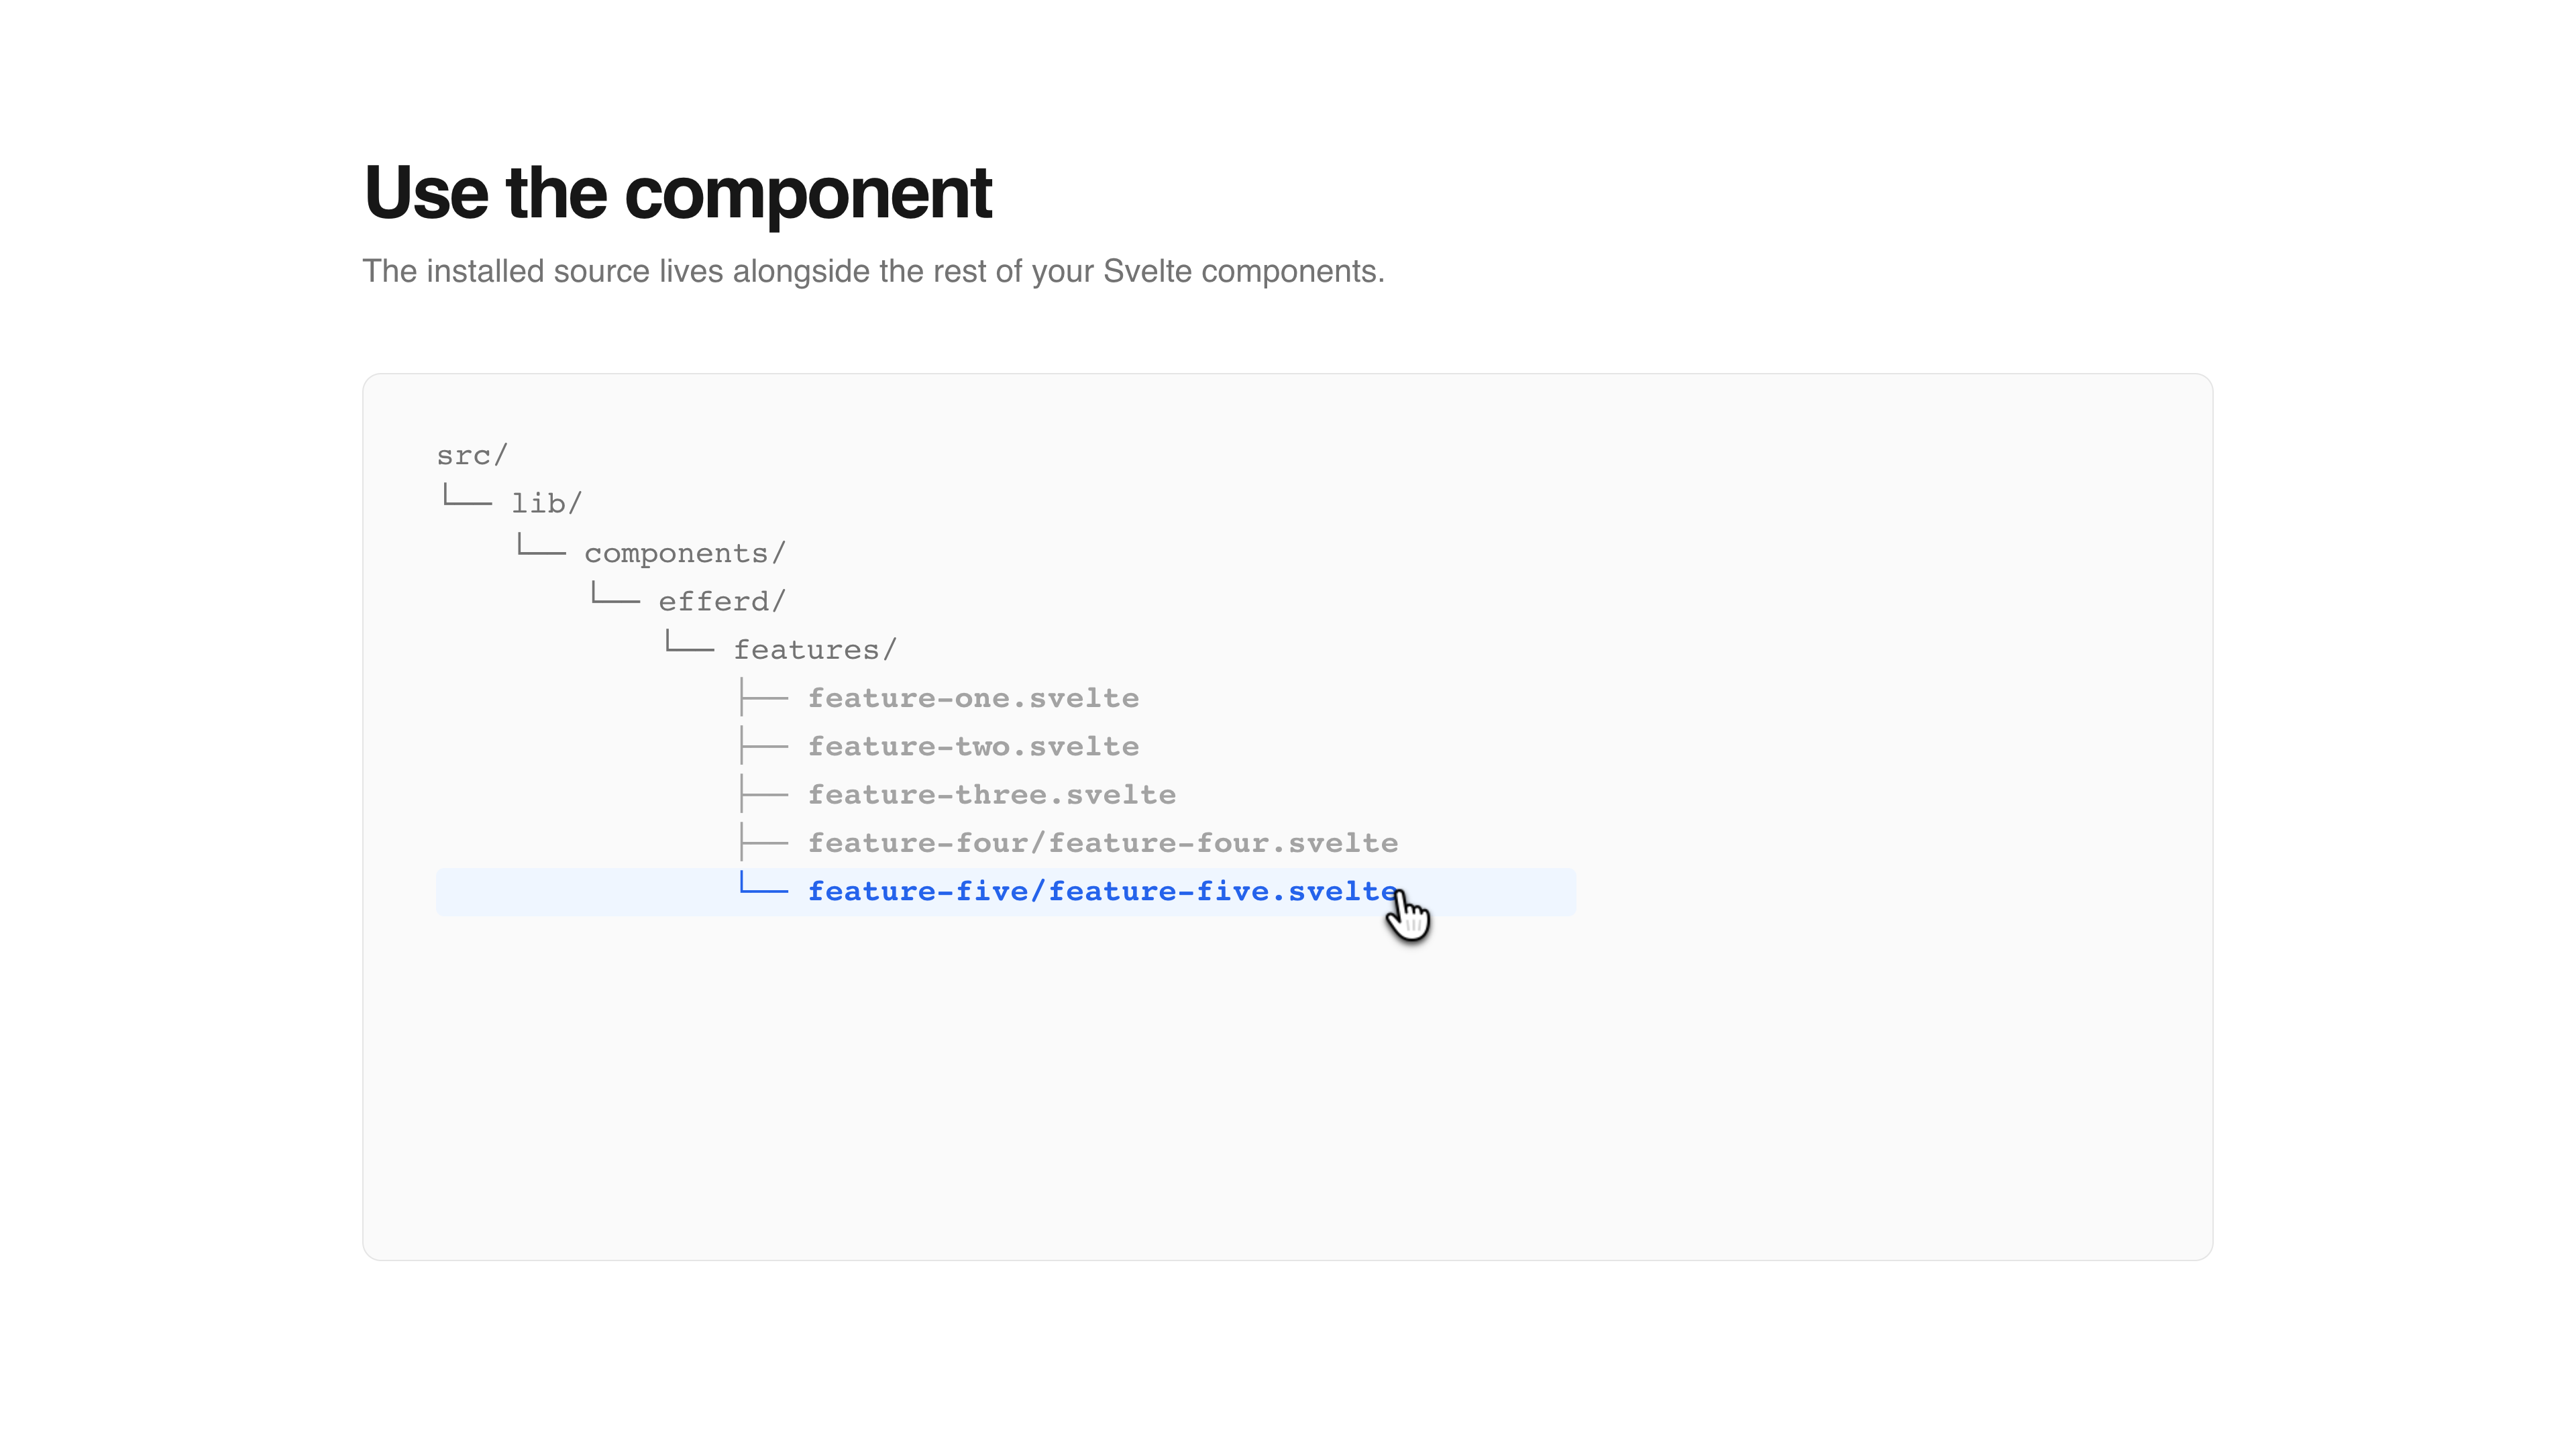 Use the component
The installed source lives alongside the rest of your Svelte components.
src/
└── lib/
    └── components/
        └── efferd/
            └── features/
                ├── feature-one.svelte
                ├── feature-two.svelte
                ├── feature-three.svelte
                ├── feature-four/feature-four.svelte
                └── feature-five/feature-five.svelte